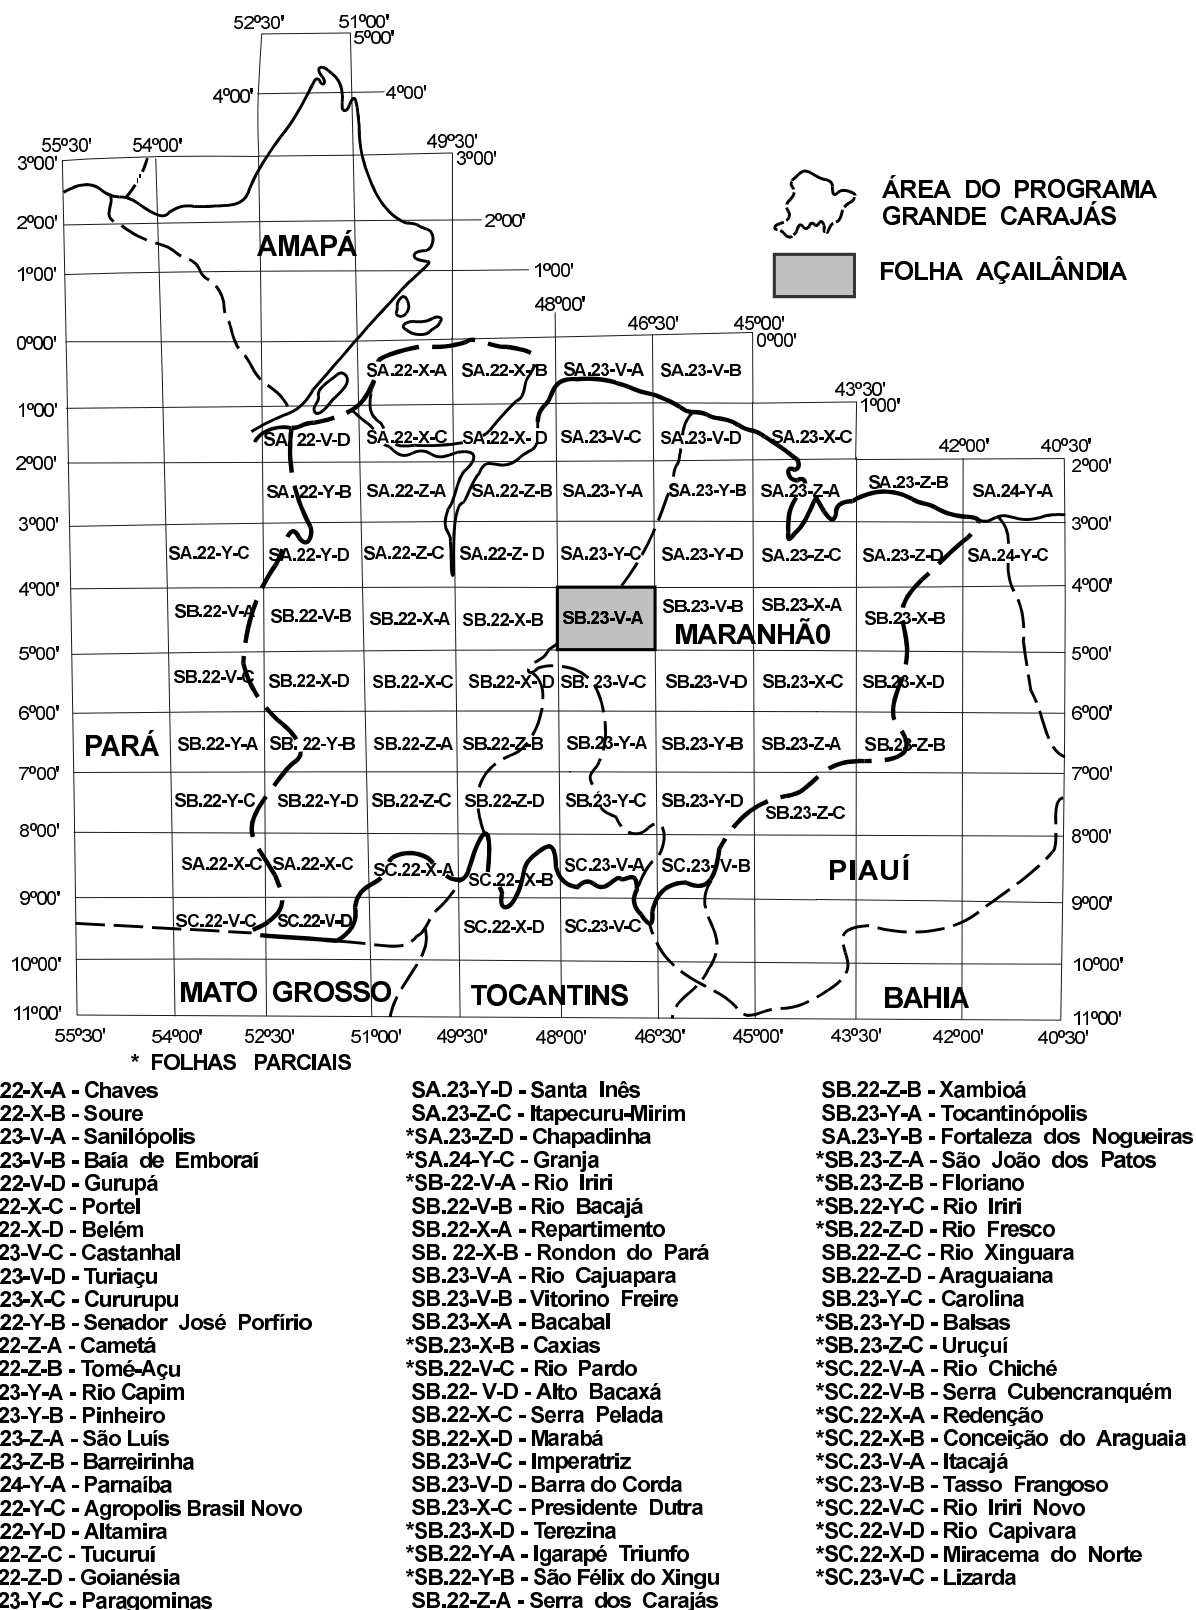 52º30' 51º00'
5º00'
4º00' 4º00'
55º30' 54º00' 49º30'
3º00' 3º00'
ÁREA DO PROGRAMA
GRANDE CARAJÁS
2º00' 2º00'
AMAPÁ
FOLHA AÇAILÂNDIA
1º00' 1º00'
48º00'
46º30' 45º00'
0º00' 0º00'
SA.22-X-A SA.22-X-B SA.23-V-A SA.23-V-B
43º30'
1º00' 1º00'
SA.22-V-D SA.22-X-C SA.22-X-D SA.23-V-C SA.23-V-D SA.23-X-C
42º00' 40º30'
2º00' 2º00'
SA.22-Y-B SA.22-Z-A SA.22-Z-B SA.23-Y-A SA.23-Y-B SA.23-Z-A SA.23-Z-B SA.24-Y-A
3º00' 3º00'
SA.22-Y-C SA.22-Y-D SA.22-Z-C SA.22-Z-D SA.23-Y-C SA.23-Y-D SA.23-Z-C SA.23-Z-D SA.24-Y-C
4º00' 4º00'
SB.22-V-A SB.22-V-B SB.22-X-A SB.22-X-B SB.23-V-A SB.23-V-B SB.23-X-A SB.23-X-B
MARANHÃO
5º00' 5º00'
SB.22-V-C SB.22-X-D SB.22-X-C SB.22-X-D SB.23-V-C SB.23-V-D SB.23-X-C SB.23-X-D
6º00' 6º00'
PARÁ SB.22-Y-A SB.22-Y-B SB.22-Z-A SB.22-Z-B SB.23-Y-A SB.23-Y-B SB.23-Z-A SB.23-Z-B
7º00' 7º00'
SB.22-Y-C SB.22-Y-D SB.22-Z-C SB.22-Z-D SB.23-Y-C SB.23-Y-D SB.23-Z-C
8º00' 8º00'
SA.22-X-C SA.22-X-C SC.22-X-A SC.22-X-B SC.23-V-A SC.23-V-B PIAUÍ
9º00' 9º00'
SC.22-V-C SC.22-V-D SC.22-X-D SC.23-V-C
10º00' 10º00'
MATO GROSSO TOCANTINS BAHIA
11º00' 11º00'
55º30' 54º00' 52º30' 51º00' 49º30' 48º00' 46º30' 45º00' 43º30' 42º00' 40º30'
* FOLHAS PARCIAIS
22-X-A - Chaves
22-X-B - Soure
23-V-A - Sanilópolis
23-V-B - Baía de Emboraí
22-V-D - Gurupá
22-X-C - Portel
22-X-D - Belém
23-V-C - Castanhal
23-V-D - Turiaçu
23-X-C - Cururupu
22-Y-B - Senador José Porfírio
22-Z-A - Cametá
22-Z-B - Tomé-Açu
23-Y-A - Rio Capim
23-Y-B - Pinheiro
23-Z-A - São Luís
23-Z-B - Barreirinha
24-Y-A - Parnaíba
22-Y-C - Agropolis Brasil Novo
22-Y-D - Altamira
22-Z-C - Tucuruí
22-Z-D - Goianésia
23-Y-C - Paragominas
SA.23-Y-D - Santa Inês
SA.23-Z-C - Itapecuru-Mirim
*SA.23-Z-D - Chapadinha
*SA.24-Y-C - Granja
*SB-22-V-A - Rio Iriri
SB.22-V-B - Rio Bacajá
SB.22-X-A - Repartimento
SB. 22-X-B - Rondon do Pará
SB.23-V-A - Rio Cajuapara
SB.23-V-B - Vitorino Freire
SB.23-X-A - Bacabal
*SB.23-X-B - Caxias
*SB.22-V-C - Rio Pardo
SB.22- V-D - Alto Bacaxá
SB.22-X-C - Serra Pelada
SB.22-X-D - Marabá
SB.23-V-C - Imperatriz
SB.23-V-D - Barra do Corda
SB.23-X-C - Presidente Dutra
*SB.23-X-D - Terezina
*SB.22-Y-A - Igarapé Triunfo
*SB.22-Y-B - São Félix do Xingu
SB.22-Z-A - Serra dos Carajás
SB.22-Z-B - Xambioá
SB.23-Y-A - Tocantinópolis
SA.23-Y-B - Fortaleza dos Nogueiras
*SB.23-Z-A - São João dos Patos
*SB.23-Z-B - Floriano
*SB.22-Y-C - Rio Iriri
*SB.22-Z-D - Rio Fresco
SB.22-Z-C - Rio Xinguara
SB.22-Z-D - Araguaiana
SB.23-Y-C - Carolina
*SB.23-Y-D - Balsas
*SB.23-Z-C - Uruçuí
*SC.22-V-A - Rio Chiché
*SC.22-V-B - Serra Cubencranquém
*SC.22-X-A - Redenção
*SC.22-X-B - Conceição do Araguaia
*SC.23-V-A - Itacajá
*SC.23-V-B - Tasso Frangoso
*SC.22-V-C - Rio Iriri Novo
*SC.22-V-D - Rio Capivara
*SC.22-X-D - Miracema do Norte
*SC.23-V-C - Lizarda